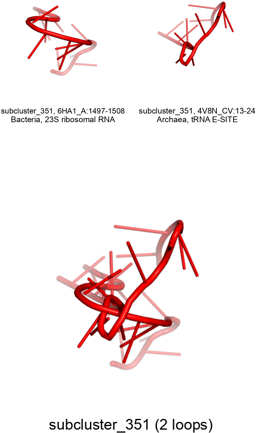 subcluster_351, 6HA1_A:1497-1508
Bacteria, 23S ribosomal RNA
subcluster_351, 4V8N_CV:13-24
Archaea, tRNA E-SITE
subcluster_351 (2 loops)